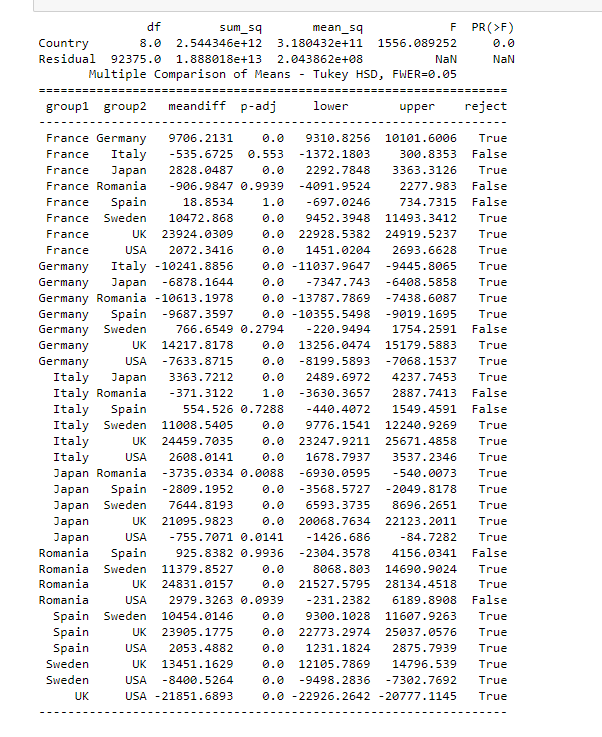 df sum_sq mean_sq F PR(>F)
Country 8.0 2.544346e+12 3.180432e+11 1556.089252 0.0
Residual 92375.0 1.888018e+13 2.043862e+08 NaN NaN
Multiple Comparison of Means - Tukey HSD, FWER=0.05
===============================================================
group1 group2 meandiff p-adj lower upper reject
---------------------------------------------------------------
France Germany 9706.2131 0.0 9310.8256 10101.6006 True
France Italy -535.6725 0.553 -1372.1803 300.8353 False
France Japan 2828.0487 0.0 2292.7848 3363.3126 True
France Romania -906.9847 0.9939 -4091.9524 2277.983 False
France Spain 18.8534 1.0 -697.0246 734.7315 False
France Sweden 10472.868 0.0 9452.3948 11493.3412 True
France UK 23924.0309 0.0 22928.5382 24919.5237 True
France USA 2072.3416 0.0 1451.0204 2693.6628 True
Germany Italy -10241.8856 0.0 -11037.9647 -9445.8065 True
Germany Japan -6878.1644 0.0 -7347.743 -6408.5858 True
Germany Romania -10613.1978 0.0 -13787.7869 -7438.6087 True
Germany Spain -9687.3597 0.0 -10355.5498 -9019.1695 True
Germany Sweden 766.6549 0.2794 -220.9494 1754.2591 False
Germany UK 14217.8178 0.0 13256.0474 15179.5883 True
Germany USA -7633.8715 0.0 -8199.5893 -7068.1537 True
Italy Japan 3363.7212 0.0 2489.6972 4237.7453 True
Italy Romania -371.3122 1.0 -3630.3657 2887.7413 False
Italy Spain 554.526 0.7288 -440.4072 1549.4591 False
Italy Sweden 11008.5405 0.0 9776.1541 12240.9269 True
Italy UK 24459.7035 0.0 23247.9211 25671.4858 True
Italy USA 2608.0141 0.0 1678.7937 3537.2346 True
Japan Romania -3735.0334 0.0088 -6930.0595 -540.0073 True
Japan Spain -2809.1952 0.0 -3568.5727 -2049.8178 True
Japan Sweden 7644.8193 0.0 6593.3735 8696.2651 True
Japan UK 21095.9823 0.0 20068.7634 22123.2011 True
Japan USA -755.7071 0.0141 -1426.686 -84.7282 True
Romania Spain 925.8382 0.9936 -2304.3578 4156.0341 False
Romania Sweden 11379.8527 0.0 8068.803 14690.9024 True
Romania UK 24831.0157 0.0 21527.5795 28134.4518 True
Romania USA 2979.3263 0.0939 -231.2382 6189.8908 False
Spain Sweden 10454.0146 0.0 9300.1028 11607.9263 True
Spain UK 23905.1775 0.0 22773.2974 25037.0576 True
Spain USA 2053.4882 0.0 1231.1824 2875.7939 True
Sweden UK 13451.1629 0.0 12105.7869 14796.539 True
Sweden USA -8400.5264 0.0 -9498.2836 -7302.7692 True
UK USA -21851.6893 0.0 -22926.2642 -20777.1145 True
---------------------------------------------------------------